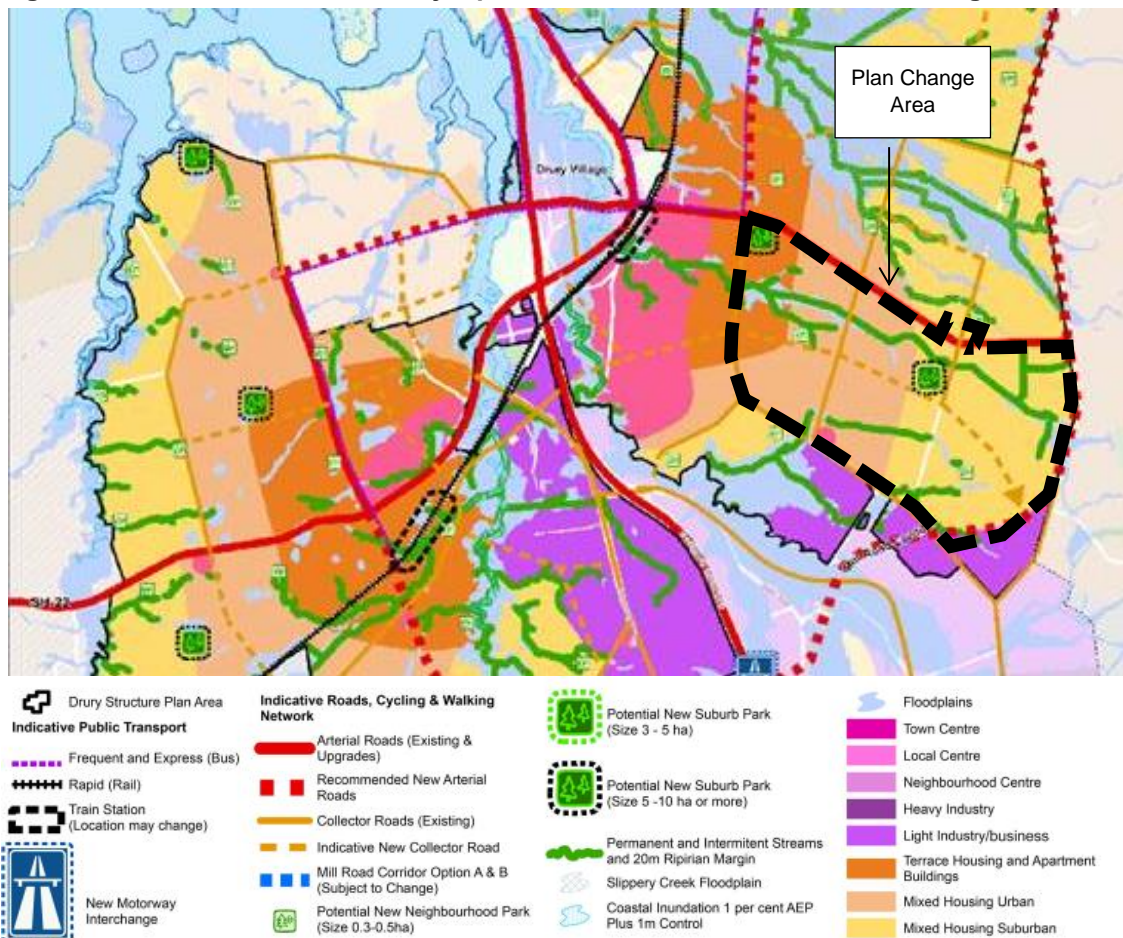 Plan Change
Area
Drury Village
SH 22
Drury Structure Plan Area
Indicative Public Transport
Frequent and Express (Bus)
Rapid (Rail)
Train Station
(Location may change)
New Motorway
Interchange
Indicative Roads, Cycling & Walking
Network
Arterial Roads (Existing &
Upgrades)
Recommended New Arterial
Roads
Collector Roads (Existing)
Indicative New Collector Road
Mill Road Corridor Option A & B
(Subject to Change)
Potential New Neighbourhood Park
(Size 0.3-0.5ha)
Potential New Suburb Park
(Size 3 - 5 ha)
Potential New Suburb Park
(Size 5 -10 ha or more)
Permanent and Intermitent Streams
and 20m Ripirian Margin
Slippery Creek Floodplain
Coastal Inundation 1 per cent AEP
Plus 1m Control
Floodplains
Town Centre
Local Centre
Neighbourhood Centre
Heavy Industry
Light Industry/business
Terrace Housing and Apartment
Buildings
Mixed Housing Urban
Mixed Housing Suburban